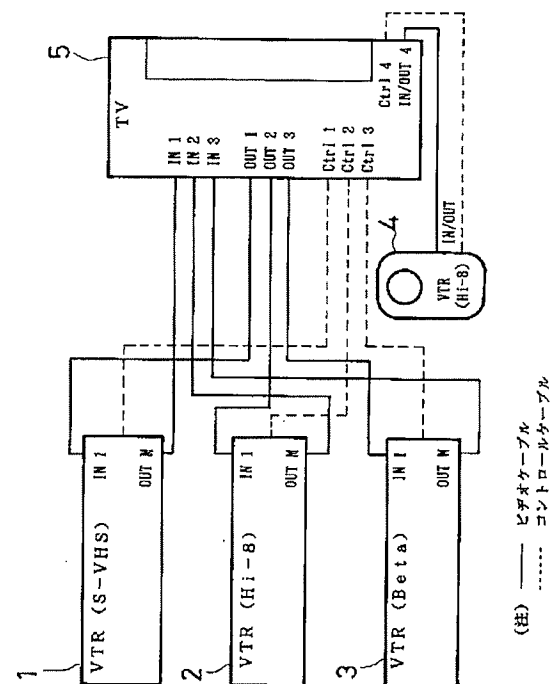 1
VTR (S-VHS)
IN 1
OUT M
2
VTR (Hi-8)
IN 1
OUT M
3
VTR (Beta)
IN 1
OUT M
5
TV
IN 1
IN 2
IN 3
OUT 1
OUT 2
OUT 3
Ctrl 1
Ctrl 2
Ctrl 3
Ctrl 4
IN/OUT 4
4
IN/OUT
VTR
(Hi-8)
(注) ―― ビデオケーブル
------ コントロールケーブル